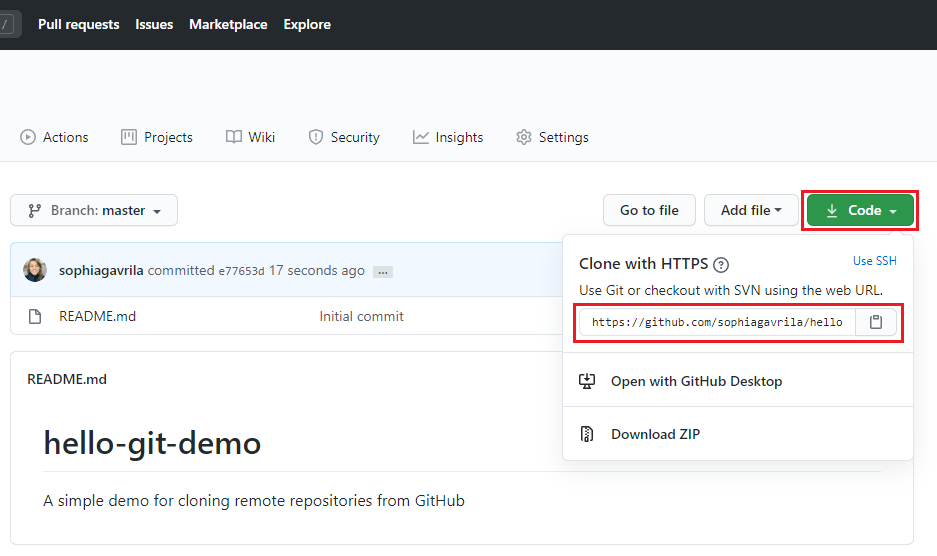 / Pull requests Issues Marketplace Explore
Actions Projects Wiki Security Insights Settings
Branch: master Go to file Add file Code
sophiagavrila committed e77653d 17 seconds ago ...
README.md Initial commit
Clone with HTTPS ? Use SSH
Use Git or checkout with SVN using the web URL.
https://github.com/sophiagavrila/hello
Open with GitHub Desktop
Download ZIP
README.md
hello-git-demo
A simple demo for cloning remote repositories from GitHub